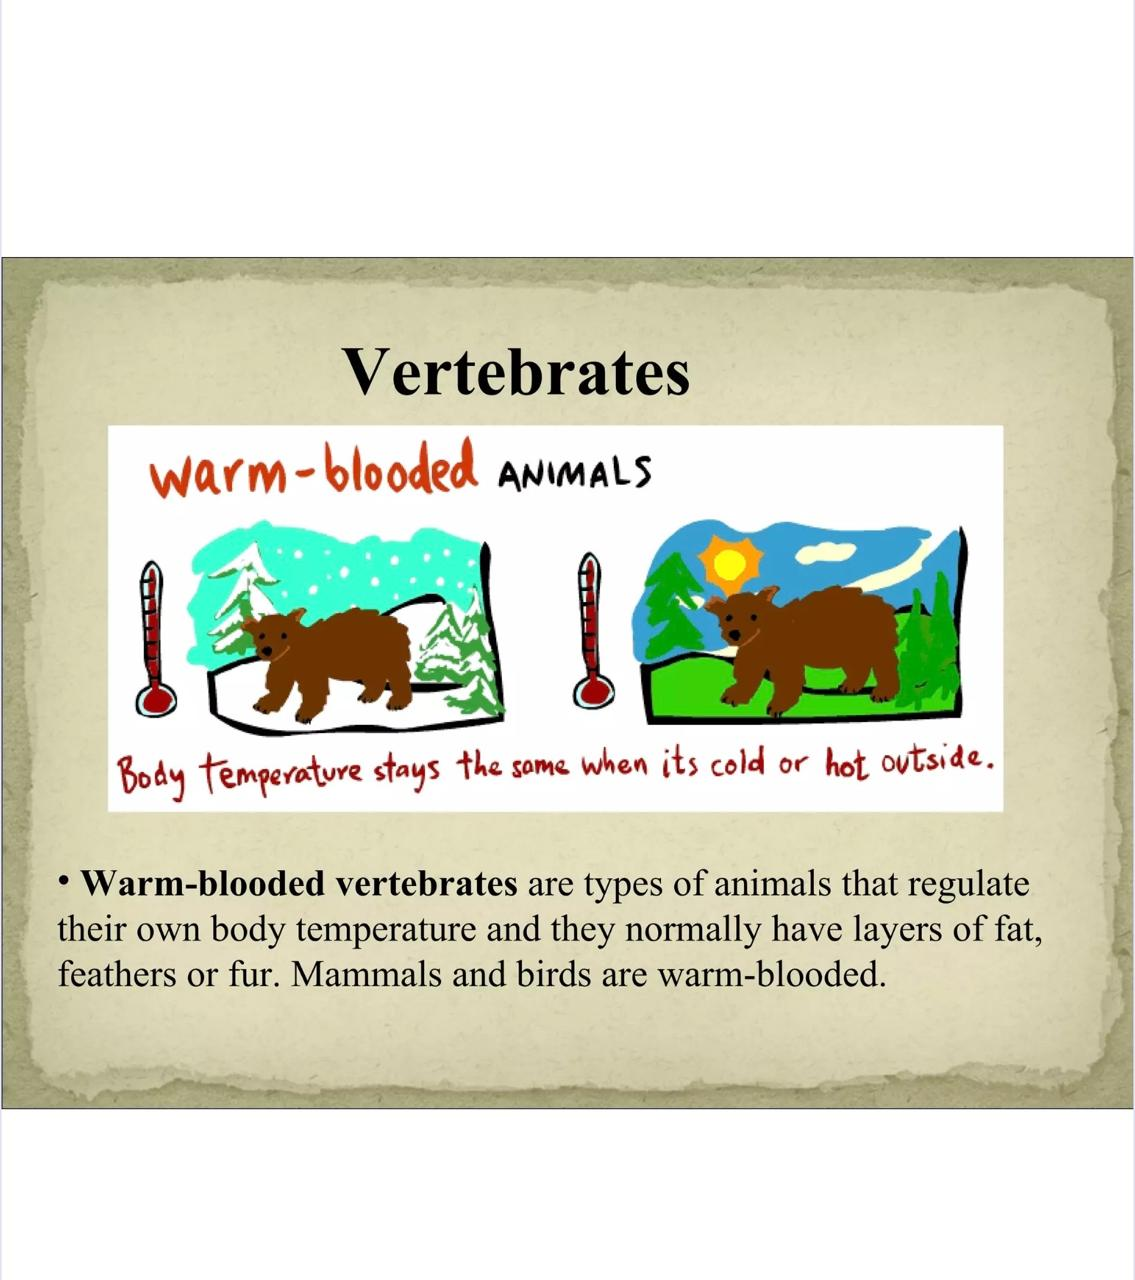 Vertebrates
warm-blooded ANIMALS
Body temperature stays the same when its cold or hot outside.
• Warm-blooded vertebrates are types of animals that regulate
their own body temperature and they normally have layers of fat,
feathers or fur. Mammals and birds are warm-blooded.